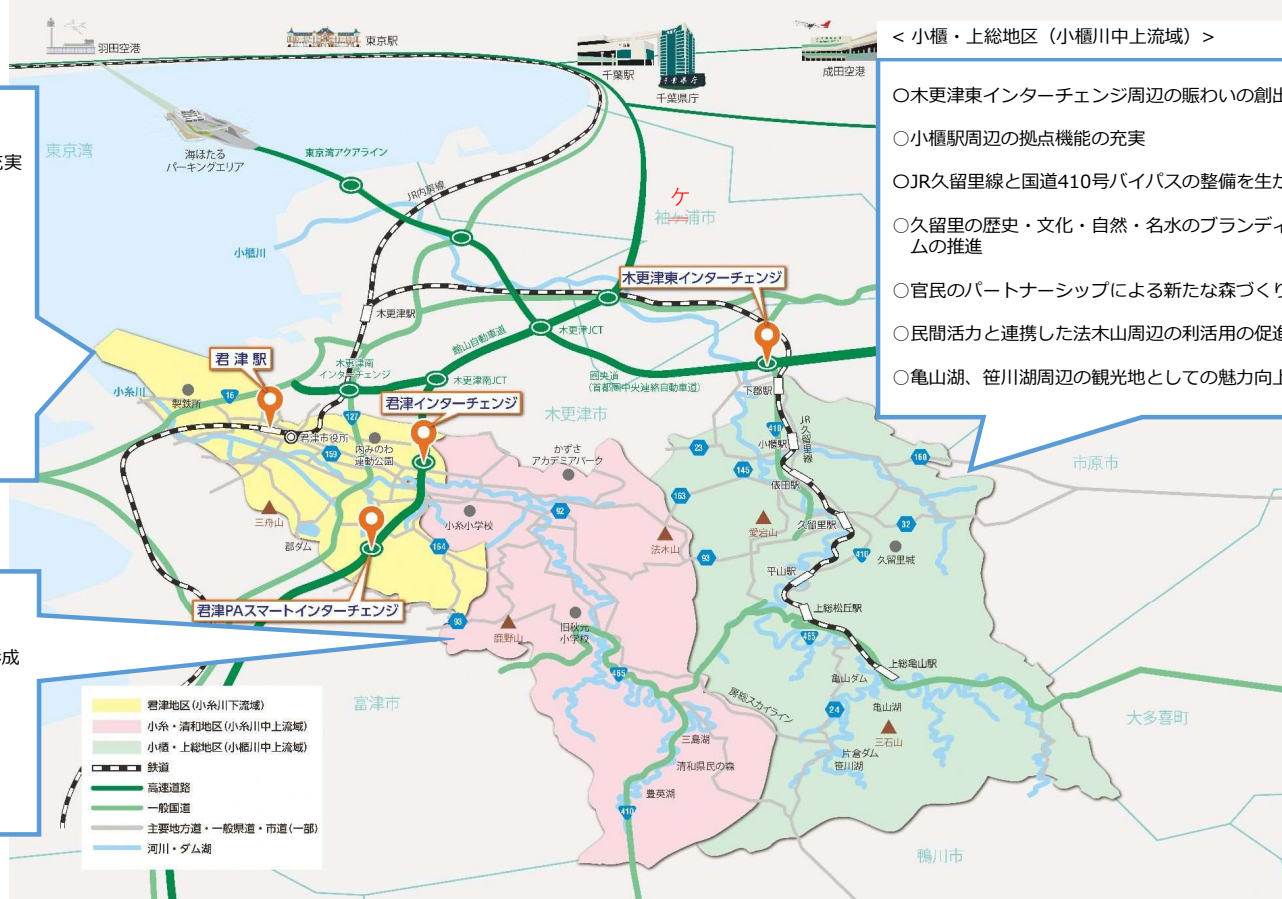 羽田空港
東京駅
千葉駅
千葉県庁
成田空港
< 小櫃・上総地区（小櫃川中上流域）>
〇木更津東インターチェンジ周辺の賑わいの創出
○小櫃駅周辺の拠点機能の充実
〇JR久留里線と国道410号バイパスの整備を生か
○久留里の歴史・文化・自然・名水のブランディ
ムの推進
○官民のパートナーシップによる新たな森づくり
○民間活力と連携した法木山周辺の利活用の促進
○亀山湖、笹川湖周辺の観光地としての魅力向上
充実
東京湾
海ほたる
パーキングエリア
東京湾アクアライン
JR内房線
ケ
袖ヶ浦市
小櫃川
木更津東インターチェンジ
木更津駅
館山自動車道
木更津JCT
君津駅
木更津南
インターチェンジ
木更津南JCT
圏央道
(首都圏中央連絡自動車道)
下郡駅
小糸川
製鉄所
16
127
君津インターチェンジ
木更津市
JR久留里線
410
小櫃駅
君津市役所
159
内みのわ
運動公園
かずさ
アカデミアパーク
23
145
160
市原市
俵田駅
163
三舟山
小糸小学校
92
久留里駅
32
愛宕山
郡ダム
164
法木山
93
410
久留里城
平山駅
君津PAスマートインターチェンジ
上総松丘駅
93
鹿野山
旧秋元
小学校
465
成
465
上総亀山駅
亀山ダム
富津市
房総スカイライン
24
亀山湖
大多喜町
三石山
三島湖
片倉ダム
笹川湖
清和県民の森
豊英湖
410
鴨川市
君津地区(小糸川下流域)
小糸・清和地区(小糸川中上流域)
小櫃・上総地区(小櫃川中上流域)
鉄道
高速道路
一般国道
主要地方道・一般県道・市道(一部)
河川・ダム湖